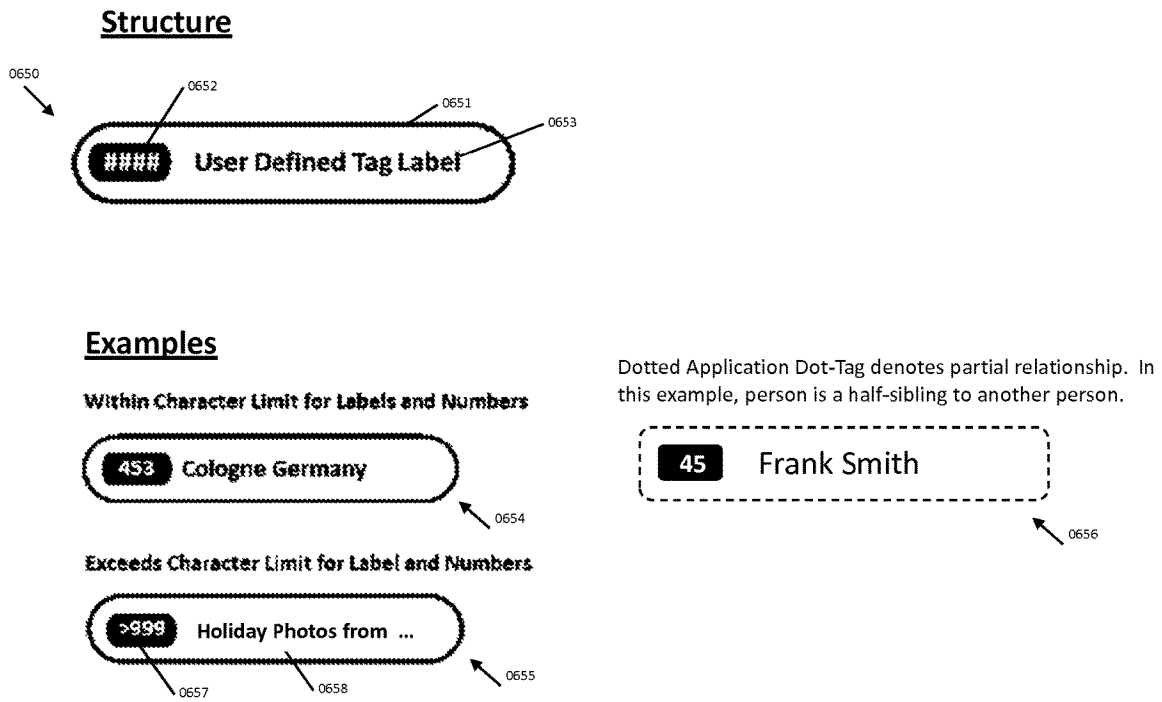 Structure
0650
0652
0651
0653
#### User Defined Tag Label
Examples
Within Character Limit for Labels and Numbers
453 Cologne Germany
0654
Exceeds Character Limit for Label and Numbers
>999 Holiday Photos from ...
0655
0657
0658
Dotted Application Dot-Tag denotes partial relationship. In
this example, person is a half-sibling to another person.
45 Frank Smith
0656